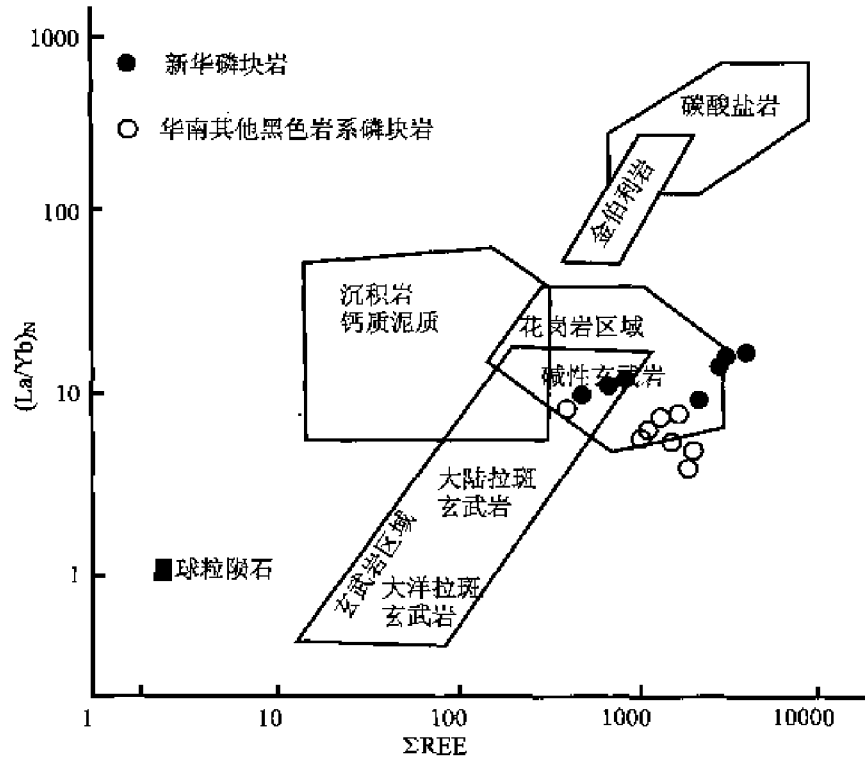 1000
新华磷块岩
华南其他黑色岩系磷块岩
碳酸盐岩
金伯利岩
100
沉积岩
钙质泥质
花岗岩区域
碱性玄武岩
(La/Yb)N
10
大陆拉斑
玄武岩
玄武岩区域
1
球粒陨石
大洋拉斑
玄武岩
1
10
100
1000
10000
ΣREE